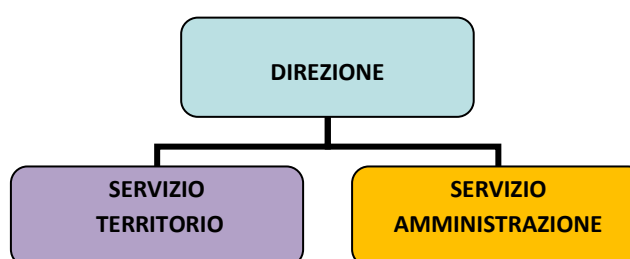 DIREZIONE
SERVIZIO
TERRITORIO
SERVIZIO
AMMINISTRAZIONE